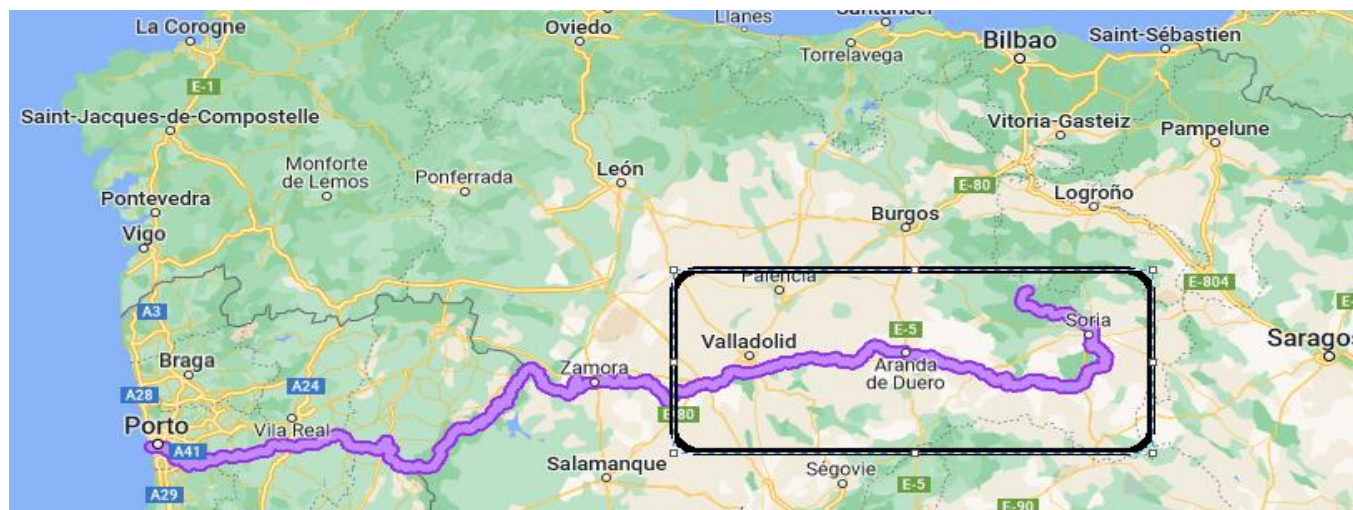 La Corogne
Oviedo
Llanes
Santander
Torrelavega
Bilbao
Saint-Sébastien
E-1
Saint-Jacques-de-Compostelle
Vitoria-Gasteiz
Pampelune
Monforte
de Lemos
Ponferrada
León
E-80
Logroño
Pontevedra
Burgos
Vigo
Palencia
E-804
A3
Soria
Valladolid
E-5
Saragos
Braga
Zamora
Aranda
de Duero
A28
A24
80
Porto
Vila Real
A41
Salamanque
Ségovie
A29
E-5
E-90